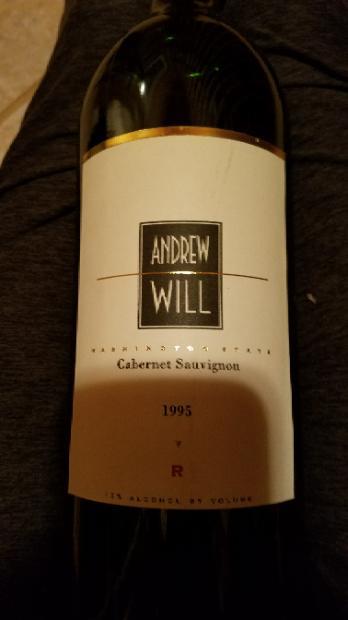 ANDREW
WILL
WASHINGTON STATE
Cabernet Sauvignon
1995
R
ALCOHOL BY VOLUME